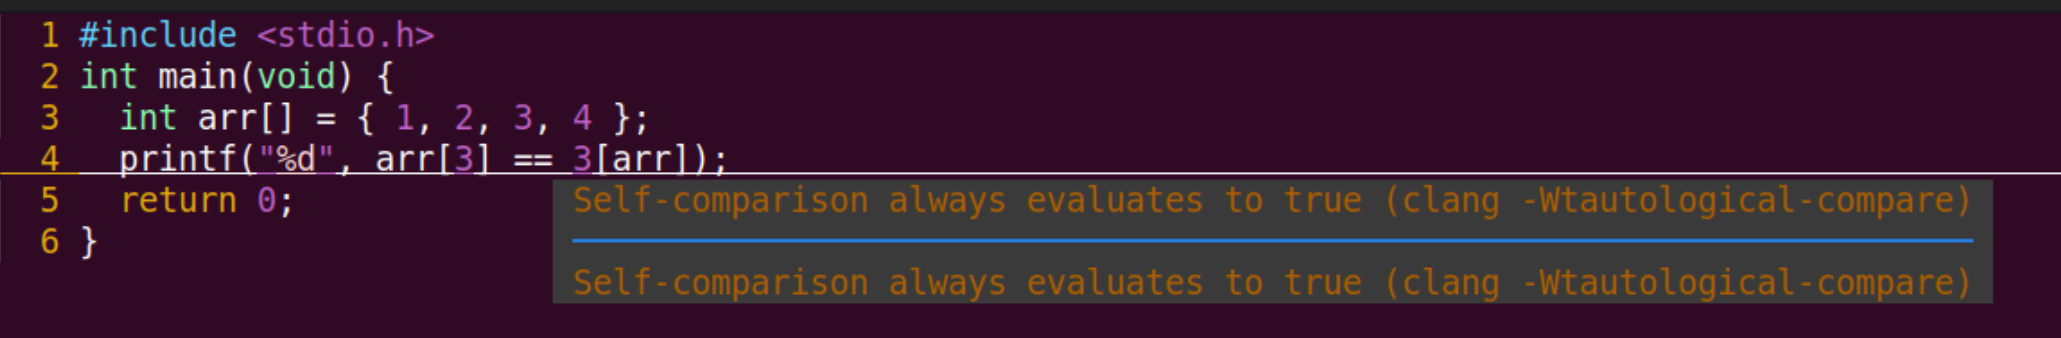 1 #include <stdio.h>
2 int main(void) {
3   int arr[] = { 1, 2, 3, 4 };
4   printf("%d", arr[3] == 3[arr]);
5   return 0;
Self-comparison always evaluates to true (clang -Wtautological-compare)
6 }
Self-comparison always evaluates to true (clang -Wtautological-compare)